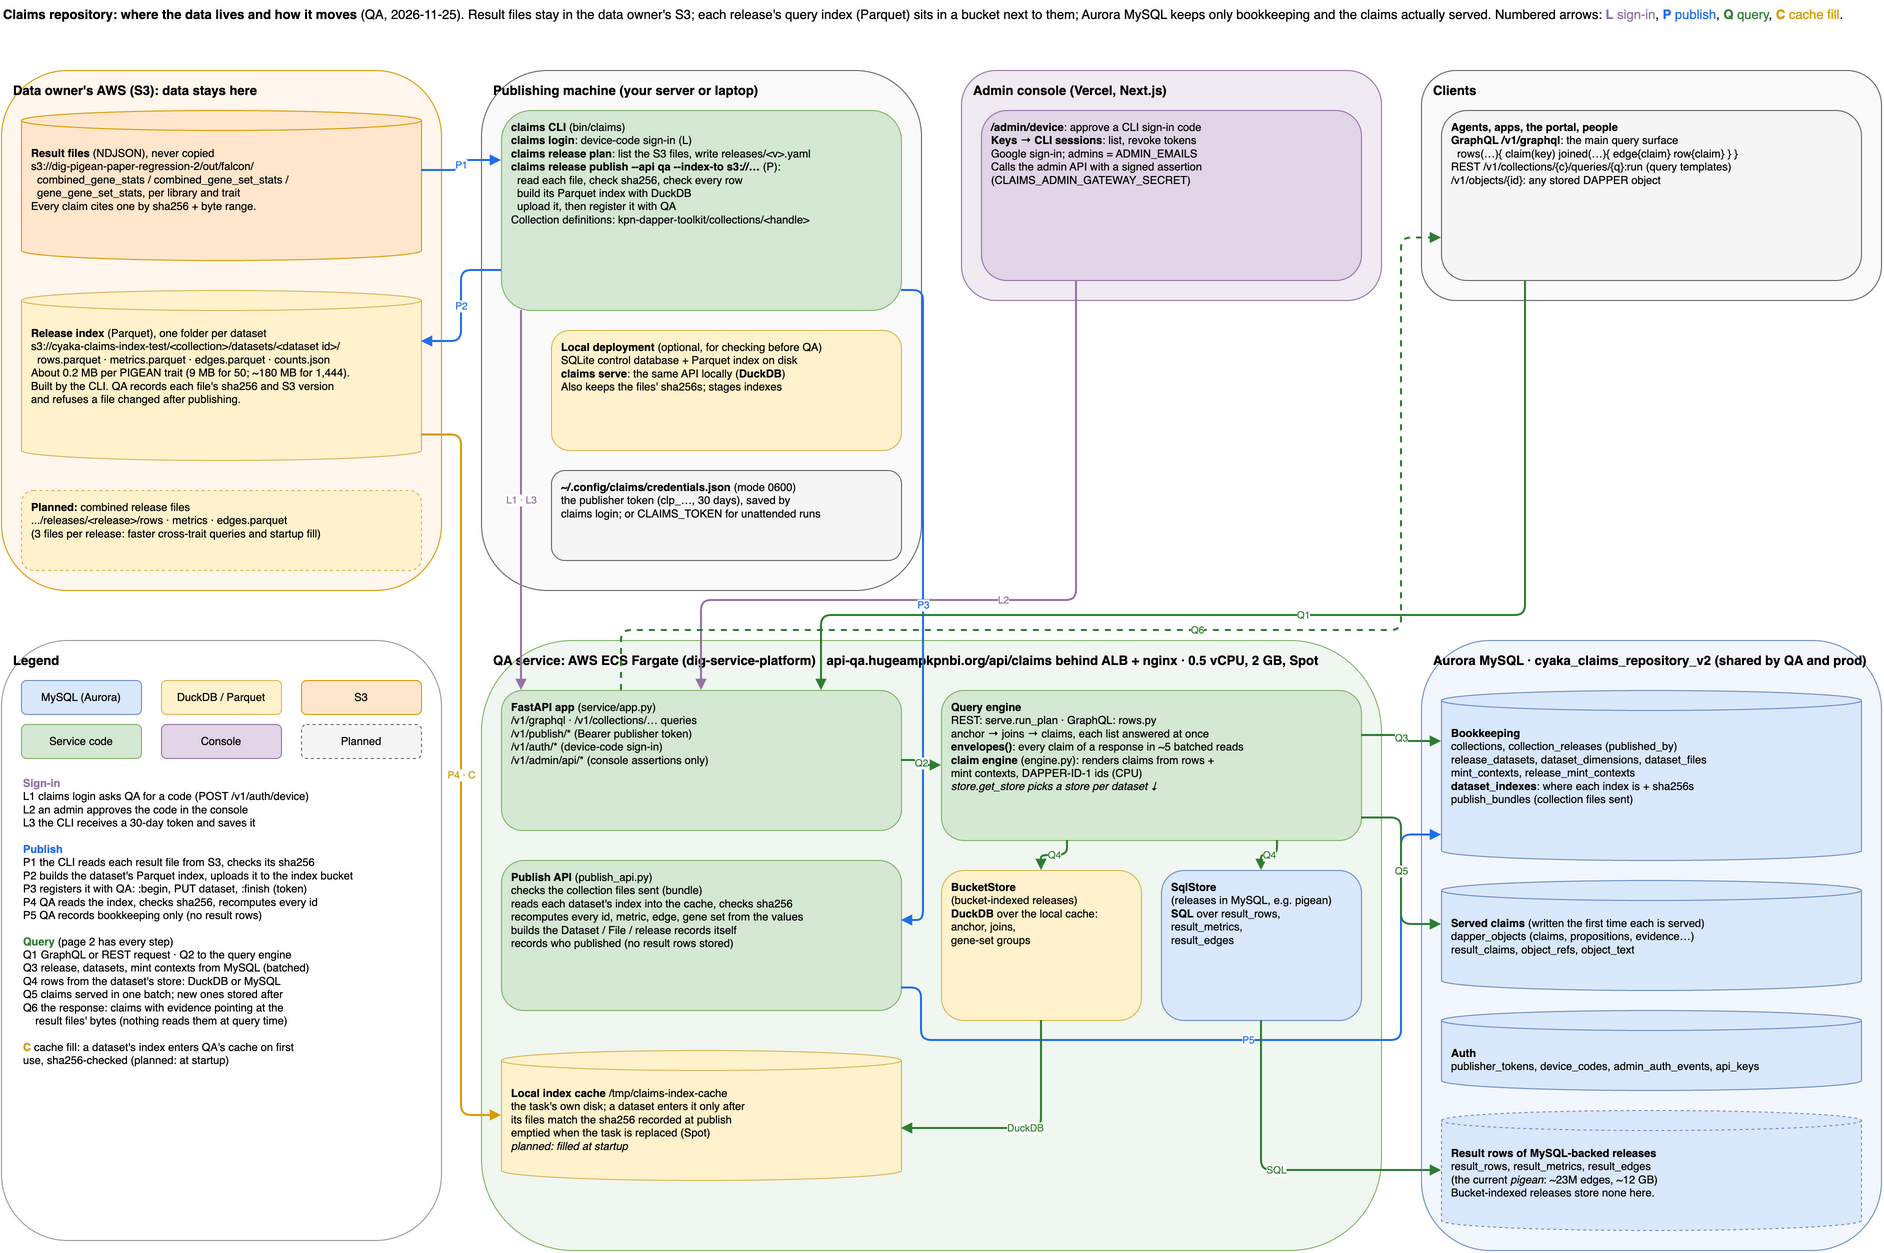 Claims repository: where the data lives and how it moves (QA, 2026-11-25). Result files stay in the data owner's S3; each release's query index (Parquet) sits in a bucket next to them; Aurora MySQL keeps only bookkeeping and the claims actually served. Numbered arrows: L sign-in, P publish, Q query, C cache fill.
Data owner's AWS (S3): data stays here
Result files (NDJSON), never copied
s3://dig-pigean-paper-regression-2/out/falcon/
combined_gene_stats / combined_gene_set_stats /
gene_gene_set_stats, per library and trait
Every claim cites one by sha256 + byte range.
Release index (Parquet), one folder per dataset
s3://cyaka-claims-index-test/<collection>/datasets/<dataset id>/
rows.parquet · metrics.parquet · edges.parquet · counts.json
About 0.2 MB per PIGEAN trait (9 MB for 50; ~180 MB for 1,444).
Built by the CLI. QA records each file's sha256 and S3 version
and refuses a file changed after publishing.
Planned: combined release files
.../releases/<release>/rows · metrics · edges.parquet
(3 files per release: faster cross-trait queries and startup fill)
P1
P2
P4 · C
Publishing machine (your server or laptop)
claims CLI (bin/claims)
claims login: device-code sign-in (L)
claims release plan: list the S3 files, write releases/<v>.yaml
claims release publish --api qa --index-to s3://… (P):
read each file, check sha256, check every row
build its Parquet index with DuckDB
upload it, then register it with QA
Collection definitions: kpn-dapper-toolkit/collections/<handle>
Local deployment (optional, for checking before QA)
SQLite control database + Parquet index on disk
claims serve: the same API locally (DuckDB)
Also keeps the files' sha256s; stages indexes
~/.config/claims/credentials.json (mode 0600)
the publisher token (clp_…, 30 days), saved by
claims login; or CLAIMS_TOKEN for unattended runs
L1 · L3
P3
Admin console (Vercel, Next.js)
/admin/device: approve a CLI sign-in code
Keys → CLI sessions: list, revoke tokens
Google sign-in; admins = ADMIN_EMAILS
Calls the admin API with a signed assertion
(CLAIMS_ADMIN_GATEWAY_SECRET)
L2
Clients
Agents, apps, the portal, people
GraphQL /v1/graphql: the main query surface
rows(…){ claim(key) joined(…){ edge{claim} row{claim} } }
REST /v1/collections/{c}/queries/{q}:run (query templates)
/v1/objects/{id}: any stored DAPPER object
Q1
Q6
Legend
MySQL (Aurora)
DuckDB / Parquet
S3
Service code
Console
Planned
Sign-in
L1 claims login asks QA for a code (POST /v1/auth/device)
L2 an admin approves the code in the console
L3 the CLI receives a 30-day token and saves it
Publish
P1 the CLI reads each result file from S3, checks its sha256
P2 builds the dataset's Parquet index, uploads it to the index bucket
P3 registers it with QA: :begin, PUT dataset, :finish (token)
P4 QA reads the index, checks sha256, recomputes every id
P5 QA records bookkeeping only (no result rows)
Query (page 2 has every step)
Q1 GraphQL or REST request · Q2 to the query engine
Q3 release, datasets, mint contexts from MySQL (batched)
Q4 rows from the dataset's store: DuckDB or MySQL
Q5 claims served in one batch; new ones stored after
Q6 the response: claims with evidence pointing at the
result files' bytes (nothing reads them at query time)
C cache fill: a dataset's index enters QA's cache on first
use, sha256-checked (planned: at startup)
QA service: AWS ECS Fargate (dig-service-platform) api-qa.hugeampkpnbi.org/api/claims behind ALB + nginx · 0.5 vCPU, 2 GB, Spot
FastAPI app (service/app.py)
/v1/graphql · /v1/collections/… queries
/v1/publish/* (Bearer publisher token)
/v1/auth/* (device-code sign-in)
/v1/admin/api/* (console assertions only)
Q2
Query engine
REST: serve.run_plan · GraphQL: rows.py
anchor → joins → claims, each list answered at once
envelopes(): every claim of a response in ~5 batched reads
claim engine (engine.py): renders claims from rows +
mint contexts, DAPPER-ID-1 ids (CPU)
store.get_store picks a store per dataset ↓
Q3
Q4
Q4
Q5
Publish API (publish_api.py)
checks the collection files sent (bundle)
reads each dataset's index into the cache, checks sha256
recomputes every id, metric, edge, gene set from the values
builds the Dataset / File / release records itself
records who published (no result rows stored)
BucketStore
(bucket-indexed releases)
DuckDB over the local cache:
anchor, joins,
gene-set groups
SqlStore
(releases in MySQL, e.g. pigean)
SQL over result_rows,
result_metrics,
result_edges
P5
Local index cache /tmp/claims-index-cache
the task's own disk; a dataset enters it only after
its files match the sha256 recorded at publish
emptied when the task is replaced (Spot)
planned: filled at startup
DuckDB
SQL
Aurora MySQL · cyaka_claims_repository_v2 (shared by QA and prod)
Bookkeeping
collections, collection_releases (published_by)
release_datasets, dataset_dimensions, dataset_files
mint_contexts, release_mint_contexts
dataset_indexes: where each index is + sha256s
publish_bundles (collection files sent)
Served claims (written the first time each is served)
dapper_objects (claims, propositions, evidence…)
result_claims, object_refs, object_text
Auth
publisher_tokens, device_codes, admin_auth_events, api_keys
Result rows of MySQL-backed releases
result_rows, result_metrics, result_edges
(the current pigean: ~23M edges, ~12 GB)
Bucket-indexed releases store none here.